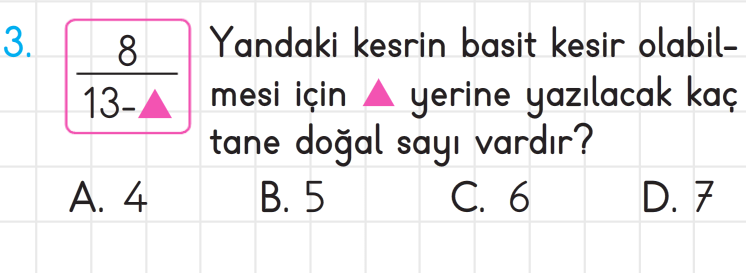 3.
8
13-▲
Yandaki kesrin basit kesir olabil-
mesi için ▲ yerine yazılacak kaç
tane doğal sayı vardır?
A. 4 B. 5 C. 6 D. 7